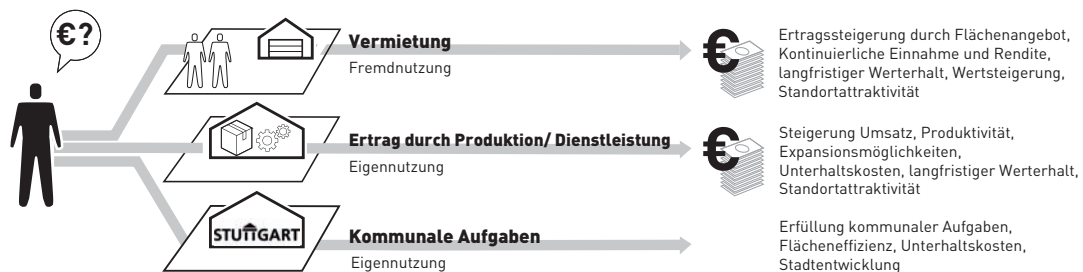 €?
Vermietung
Fremdnutzung
€
Ertragssteigerung durch Flächenangebot,
Kontinuierliche Einnahme und Rendite,
langfristiger Werterhalt, Wertsteigerung,
Standortattraktivität
Ertrag durch Produktion/ Dienstleistung
Eigennutzung
€
Steigerung Umsatz, Produktivität,
Expansionsmöglichkeiten,
Unterhaltskosten, langfristiger Werterhalt,
Standortattraktivität
STUTTGART
Kommunale Aufgaben
Eigennutzung
Erfüllung kommunaler Aufgaben,
Flächeneffizienz, Unterhaltskosten,
Stadtentwicklung